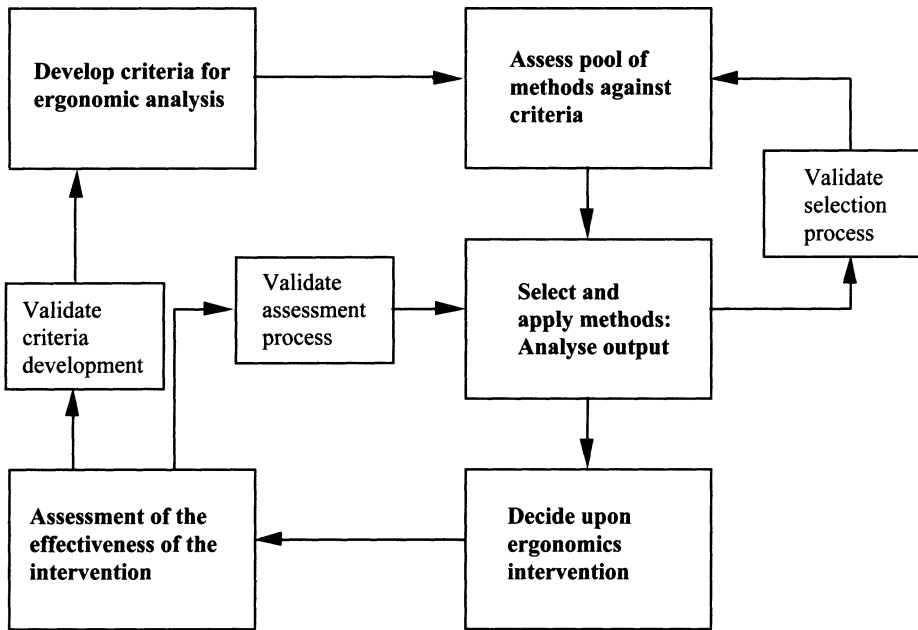 Develop criteria for
ergonomic analysis
Assess pool of
methods against
criteria
Validate
selection
process
Validate
assessment
process
Select and
apply methods:
Analyse output
Validate
criteria
development
Assessment of the
effectiveness of the
intervention
Decide upon
ergonomics
intervention